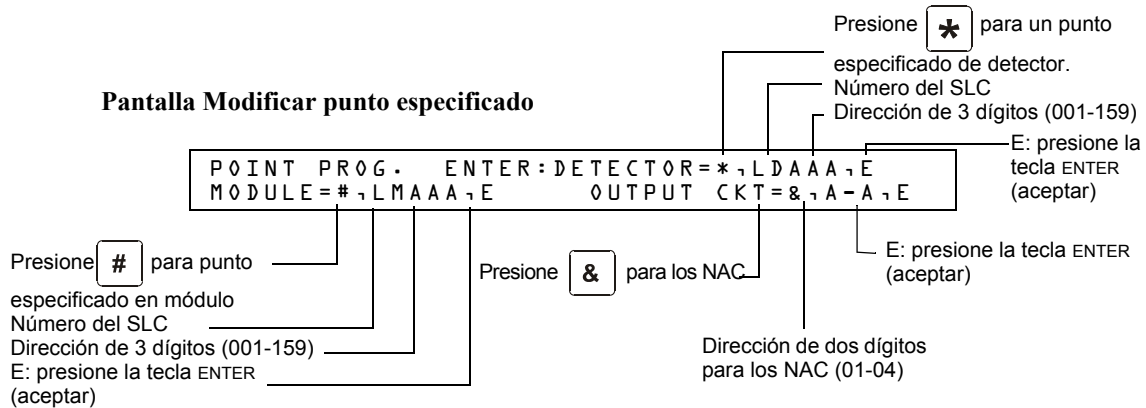 Presione * para un punto
especificado de detector.
Número del SLC
Dirección de 3 dígitos (001-159)
E: presione la
tecla ENTER
(aceptar)
Pantalla Modificar punto especificado
POINT PROG. ENTER:DETECTOR=*,LDAAA,E
MODULE=#,LMAAA,E OUTPUT CKT=&,A-A,E
Presione # para punto
especificado en módulo
Número del SLC
Dirección de 3 dígitos (001-159)
E: presione la tecla ENTER
(aceptar)
Presione & para los NAC
E: presione la tecla ENTER
(aceptar)
Dirección de dos dígitos
para los NAC (01-04)